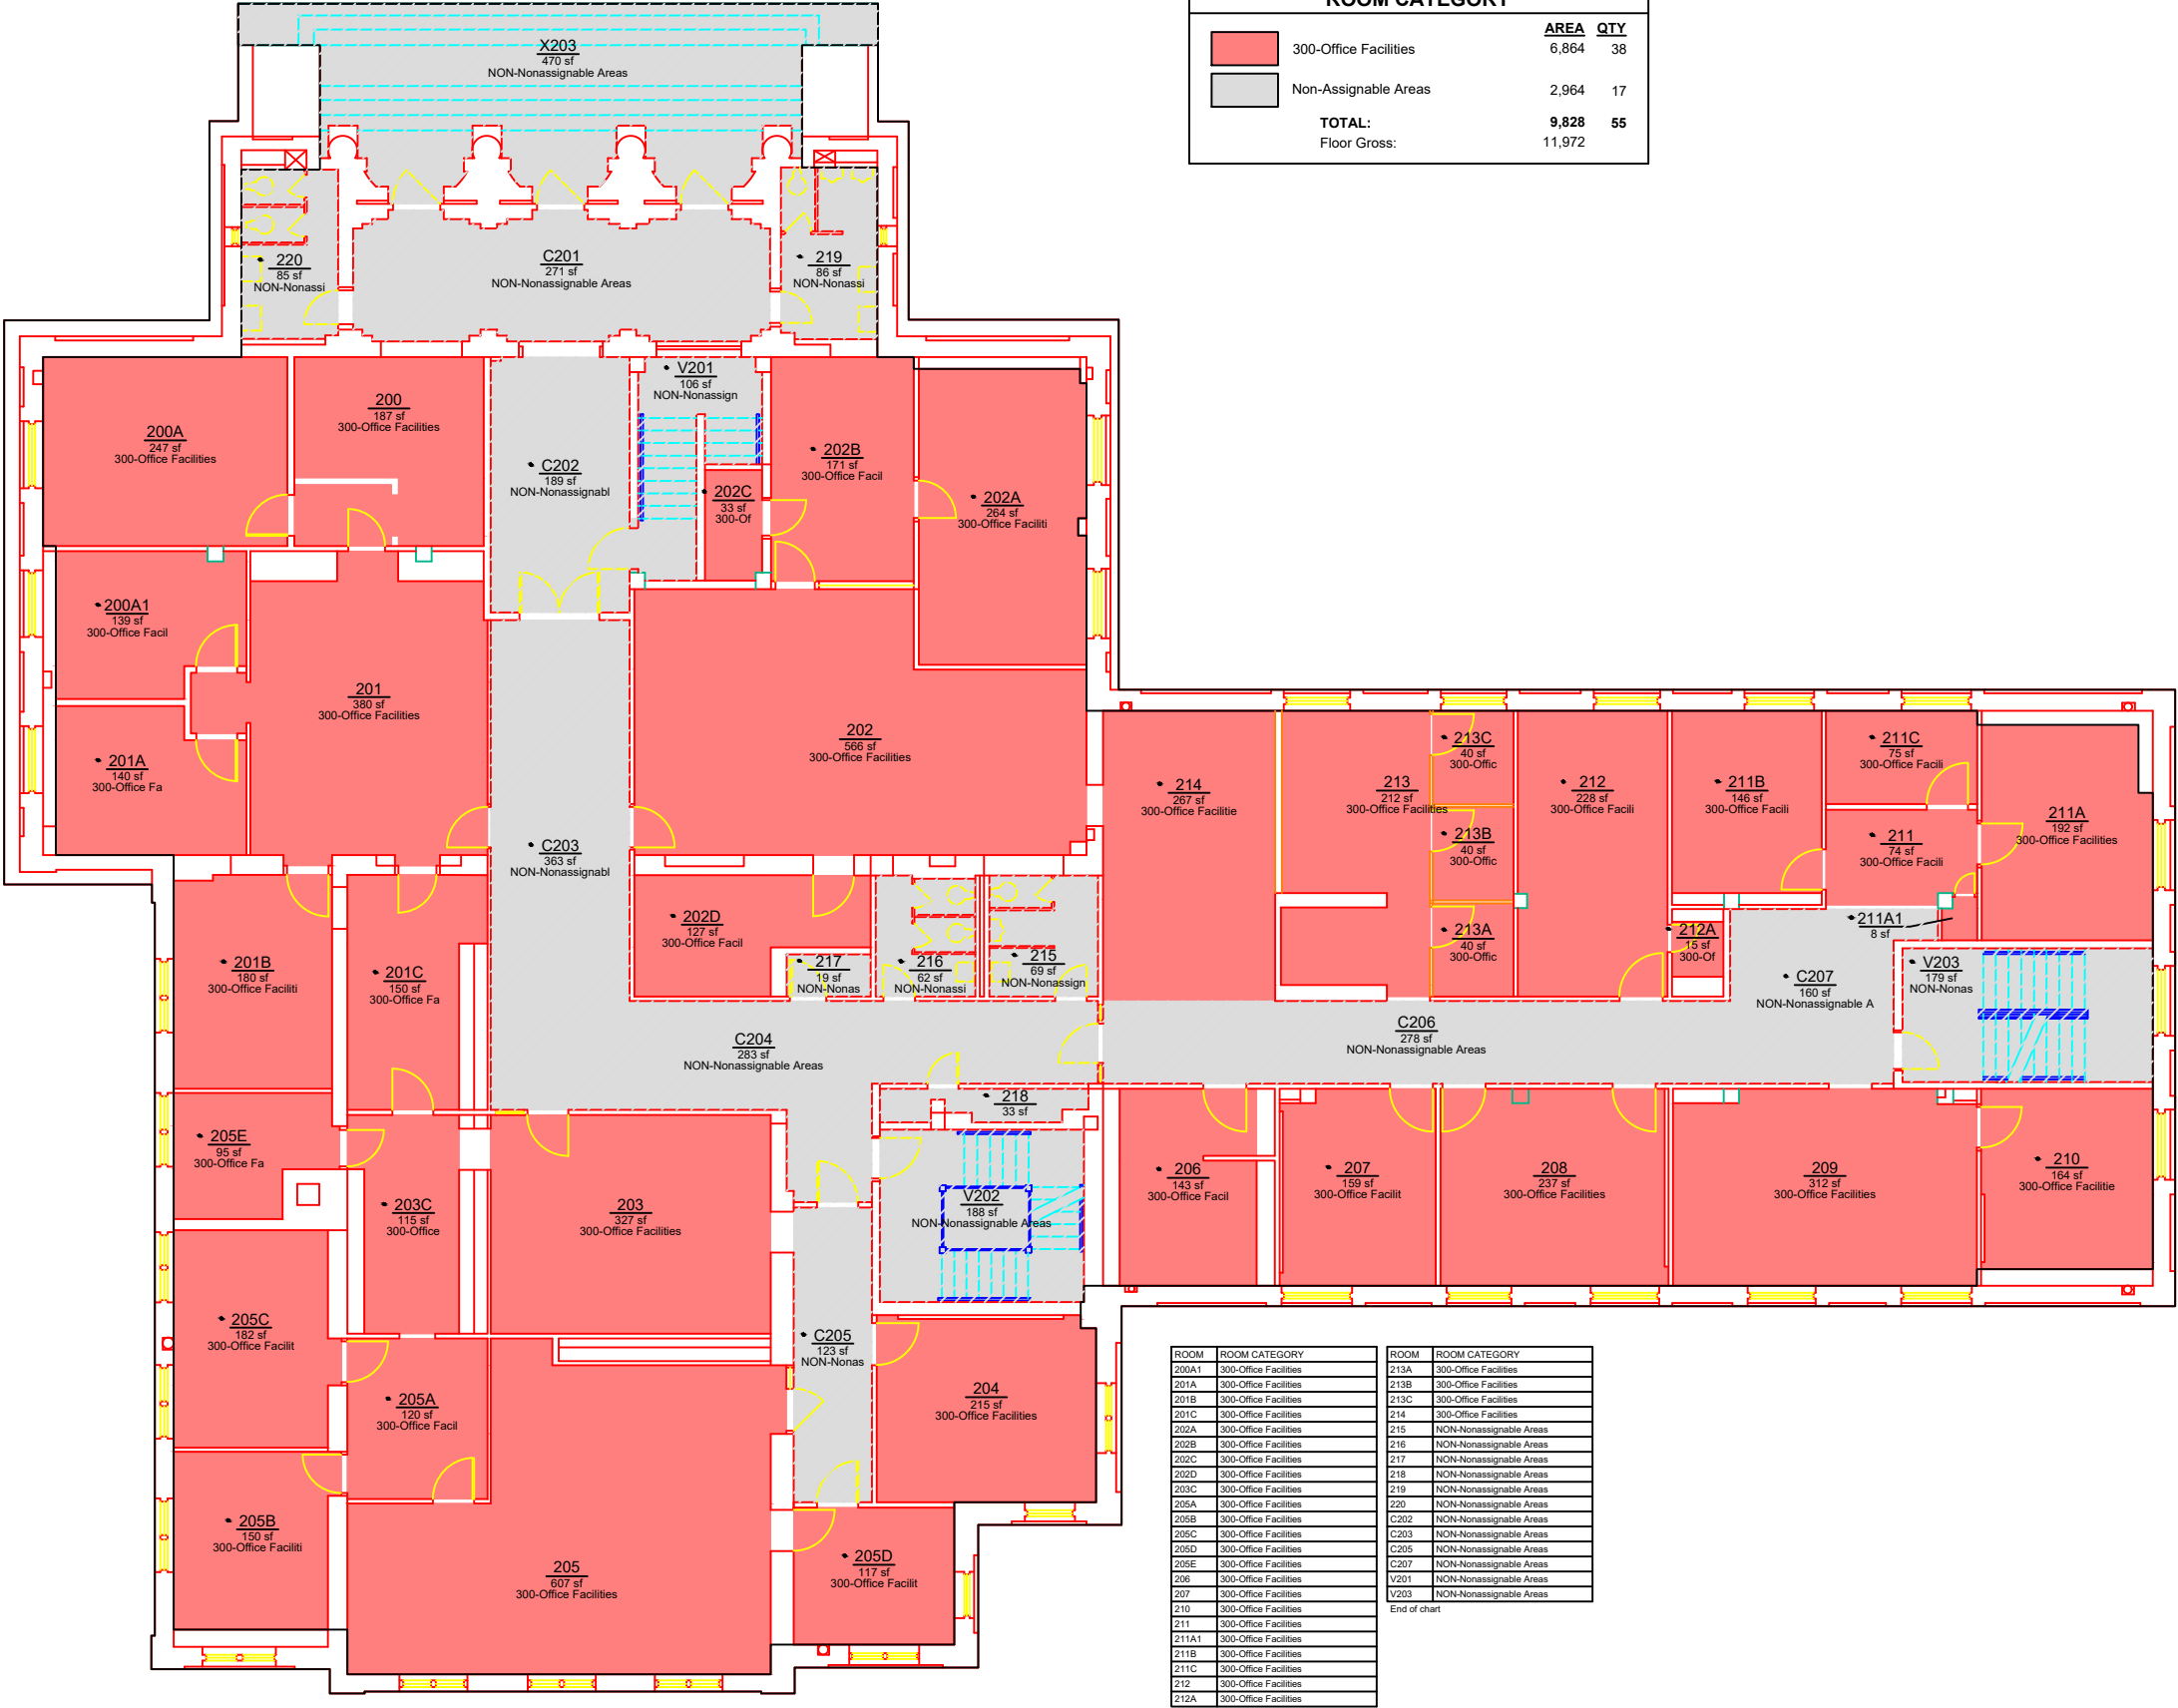 ROOM CATEGORY
AREA QTY
300-Office Facilities 6,864 38
Non-Assignable Areas 2,964 17
TOTAL: 9,828 55
Floor Gross: 11,972
X203
470 sf
NON-Nonassignable Areas
C201
271 sf
NON-Nonassignable Areas
220
85 sf
NON-Nonassi
219
86 sf
NON-Nonassi
V201
106 sf
NON-Nonassign
200
187 sf
300-Office Facilities
200A
247 sf
300-Office Facilities
C202
189 sf
NON-Nonassignabl
202B
171 sf
300-Office Facil
202C
33 sf
300-Of
202A
264 sf
300-Office Faciliti
200A1
139 sf
300-Office Facil
201
380 sf
300-Office Facilities
201A
140 sf
300-Office Fa
202
566 sf
300-Office Facilities
214
267 sf
300-Office Facilitie
213
212 sf
300-Office Facilities
213C
40 sf
300-Offic
212
228 sf
300-Office Facili
211B
146 sf
300-Office Facili
211C
75 sf
300-Office Facili
211A
192 sf
300-Office Facilities
C203
363 sf
NON-Nonassignabl
213B
40 sf
300-Offic
211
74 sf
300-Office Facili
202D
127 sf
300-Office Facil
213A
40 sf
300-Offic
212A
15 sf
300-Of
211A1
8 sf
201B
180 sf
300-Office Faciliti
201C
150 sf
300-Office Fa
217
19 sf
NON-Nonas
216
62 sf
NON-Nonassi
215
69 sf
NON-Nonassign
C207
160 sf
NON-Nonassignable A
V203
179 sf
NON-Nonas
C204
283 sf
NON-Nonassignable Areas
C206
278 sf
NON-Nonassignable Areas
218
33 sf
205E
95 sf
300-Office Fa
203C
115 sf
300-Office
203
327 sf
300-Office Facilities
V202
188 sf
NON-Nonassignable Areas
206
143 sf
300-Office Facil
207
159 sf
300-Office Facilit
208
237 sf
300-Office Facilities
209
312 sf
300-Office Facilities
210
164 sf
300-Office Facilitie
205C
182 sf
300-Office Facilit
C205
123 sf
NON-Nonas
205A
120 sf
300-Office Facil
204
215 sf
300-Office Facilities
205B
150 sf
300-Office Faciliti
205
607 sf
300-Office Facilities
205D
117 sf
300-Office Facilit
ROOM ROOM CATEGORY
200A1 300-Office Facilities
201A 300-Office Facilities
201B 300-Office Facilities
201C 300-Office Facilities
202A 300-Office Facilities
202B 300-Office Facilities
202C 300-Office Facilities
202D 300-Office Facilities
203C 300-Office Facilities
205A 300-Office Facilities
205B 300-Office Facilities
205C 300-Office Facilities
205D 300-Office Facilities
205E 300-Office Facilities
206 300-Office Facilities
207 300-Office Facilities
210 300-Office Facilities
211 300-Office Facilities
211A1 300-Office Facilities
211B 300-Office Facilities
211C 300-Office Facilities
212 300-Office Facilities
212A 300-Office Facilities
ROOM ROOM CATEGORY
213A 300-Office Facilities
213B 300-Office Facilities
213C 300-Office Facilities
214 300-Office Facilities
215 NON-Nonassignable Areas
216 NON-Nonassignable Areas
217 NON-Nonassignable Areas
218 NON-Nonassignable Areas
219 NON-Nonassignable Areas
220 NON-Nonassignable Areas
C202 NON-Nonassignable Areas
C203 NON-Nonassignable Areas
C205 NON-Nonassignable Areas
C207 NON-Nonassignable Areas
V201 NON-Nonassignable Areas
V203 NON-Nonassignable Areas
End of chart